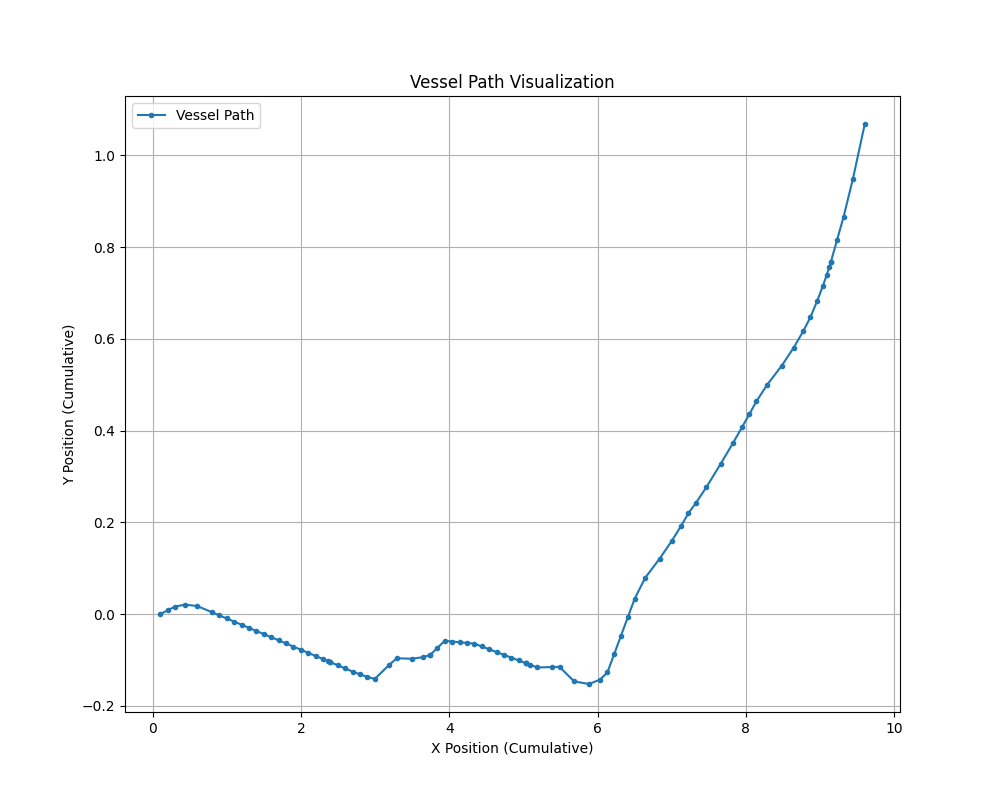 Vessel Path Visualization
Vessel Path
1.0
0.8
0.6
0.4
0.2
0.0
−0.2
Y Position (Cumulative)
0 2 4 6 8 10
X Position (Cumulative)